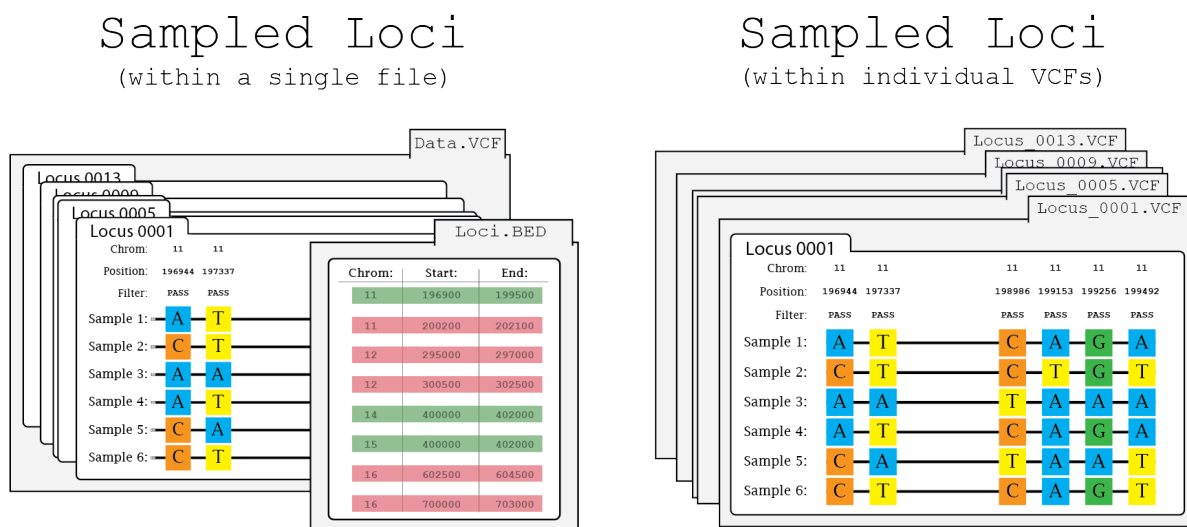 Sampled Loci
(within a single file)
Data.VCF
Locus 0013
Locus 0009
Locus 0005
Locus 0001
Chrom: 11 11
Position: 196944 197337
Filter: PASS PASS
Sample 1: A T
Sample 2: C T
Sample 3: A A
Sample 4: A T
Sample 5: C A
Sample 6: C T
Loci.BED
Chrom: Start: End:
11 196900 199500
11 200200 202100
12 295000 297000
12 300500 302500
14 400000 402000
15 400000 402000
16 602500 604500
16 700000 703000
Sampled Loci
(within individual VCFs)
Locus_0013.VCF
Locus_0009.VCF
Locus_0005.VCF
Locus_0001.VCF
Locus 0001
Chrom: 11 11 11 11 11 11
Position: 196944 197337 198986 199153 199256 199492
Filter: PASS PASS PASS PASS PASS PASS
Sample 1: A T C A G A
Sample 2: C T C T G T
Sample 3: A A T A A A
Sample 4: A T C A G A
Sample 5: C A T A A T
Sample 6: C T C A G T